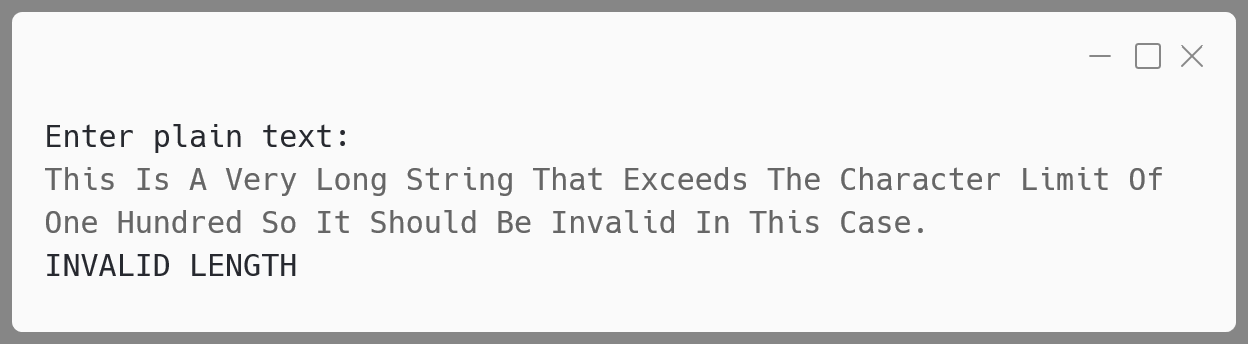 Enter plain text:
This Is A Very Long String That Exceeds The Character Limit Of
One Hundred So It Should Be Invalid In This Case.
INVALID LENGTH